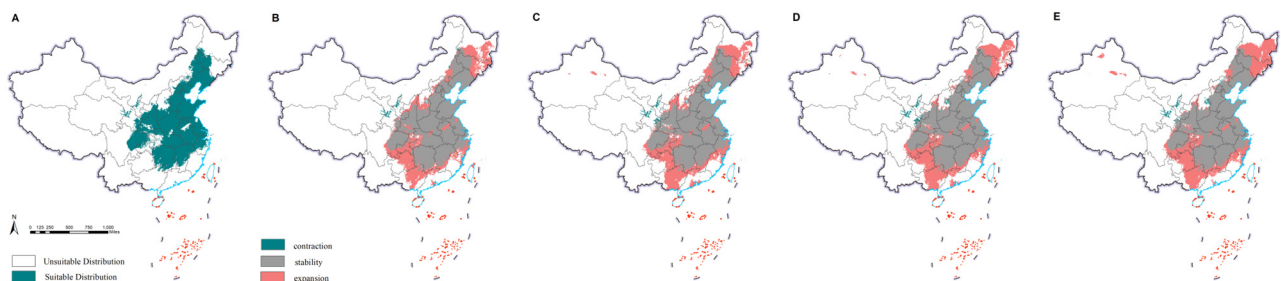 A
B
C
D
E
N
0 125 250 500 750 1,000
Miles
Unsuitable Distribution
Suitable Distribution
contraction
stability
expansion